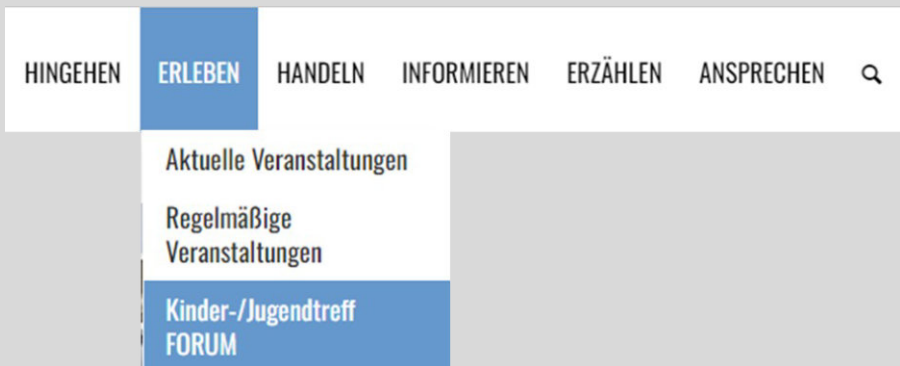 HINGEHEN ERLEBEN HANDELN INFORMIEREN ERZÄHLEN ANSPRECHEN
Aktuelle Veranstaltungen
Regelmäßige
Veranstaltungen
Kinder-/Jugendtreff
FORUM